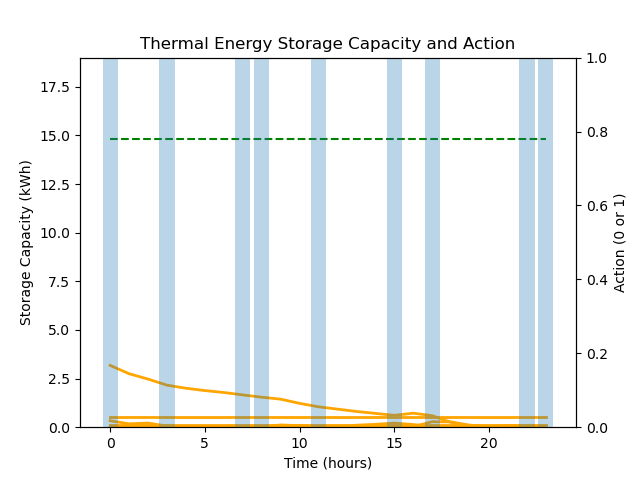 Thermal Energy Storage Capacity and Action
17.5
15.0
12.5
10.0
7.5
5.0
2.5
0.0
Storage Capacity (kWh)
1.0
0.8
0.6
0.4
0.2
0.0
Action (0 or 1)
0 5 10 15 20
Time (hours)